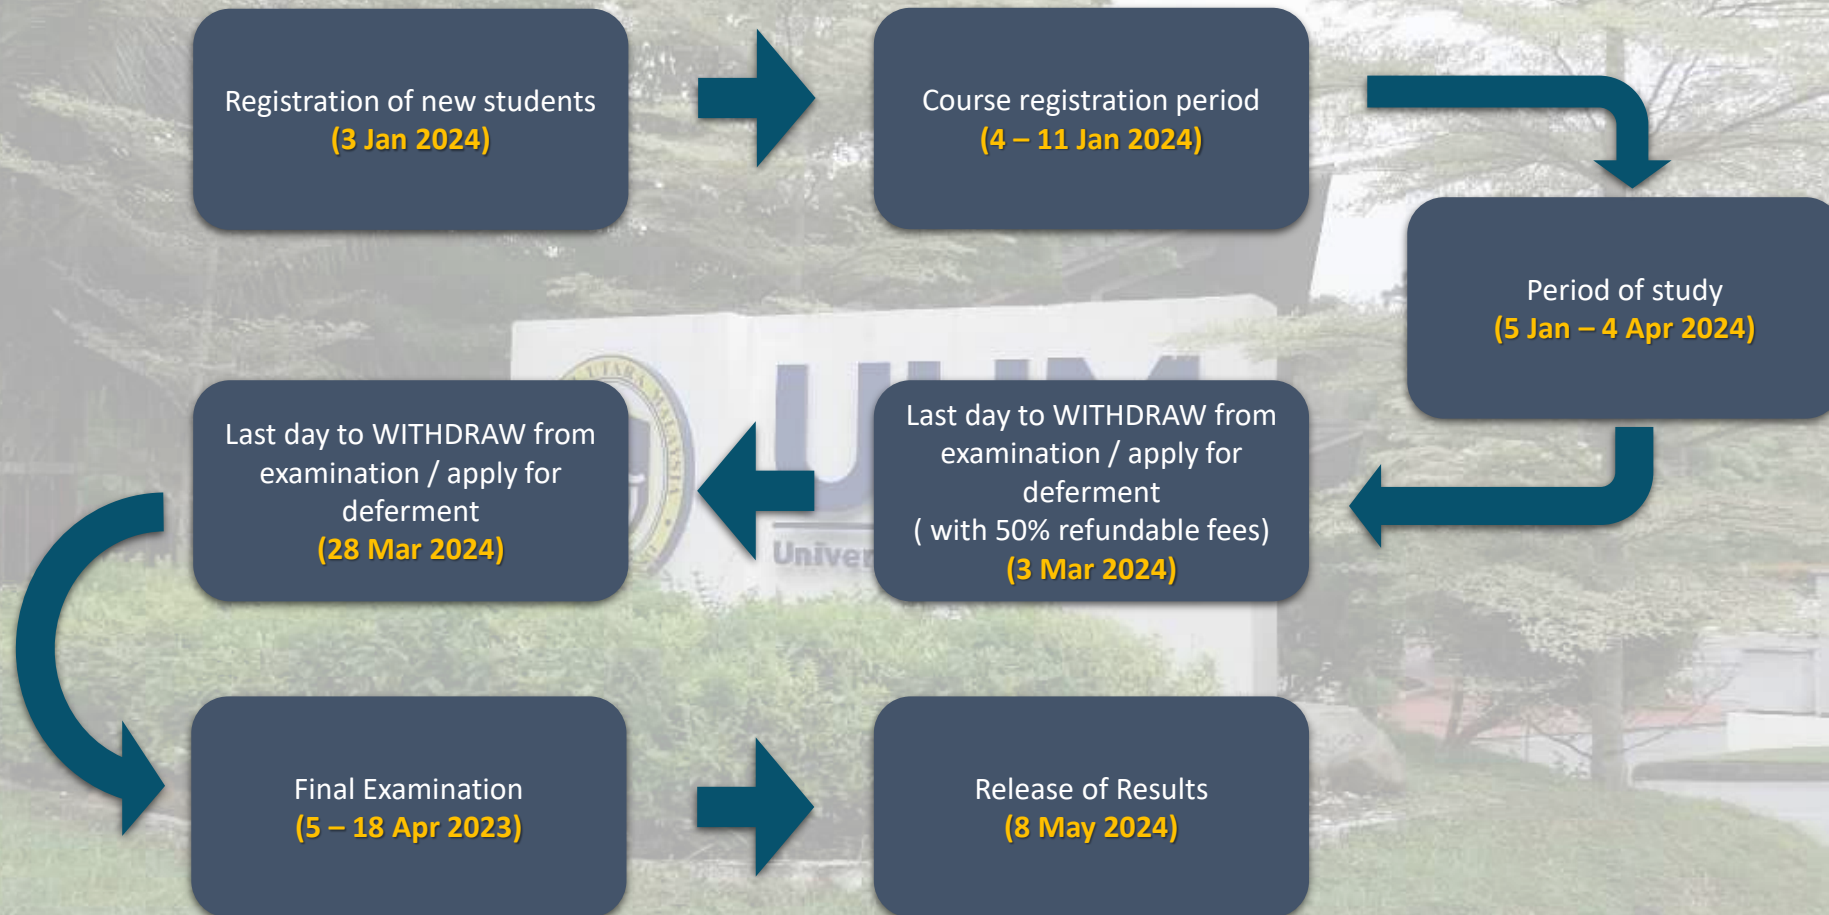 Registration of new students
(3 Jan 2024)
Course registration period
(4 – 11 Jan 2024)
Period of study
(5 Jan – 4 Apr 2024)
Last day to WITHDRAW from
examination / apply for
deferment
( with 50% refundable fees)
(3 Mar 2024)
Last day to WITHDRAW from
examination / apply for
deferment
(28 Mar 2024)
Final Examination
(5 – 18 Apr 2023)
Release of Results
(8 May 2024)
UTARA MALAYSIA